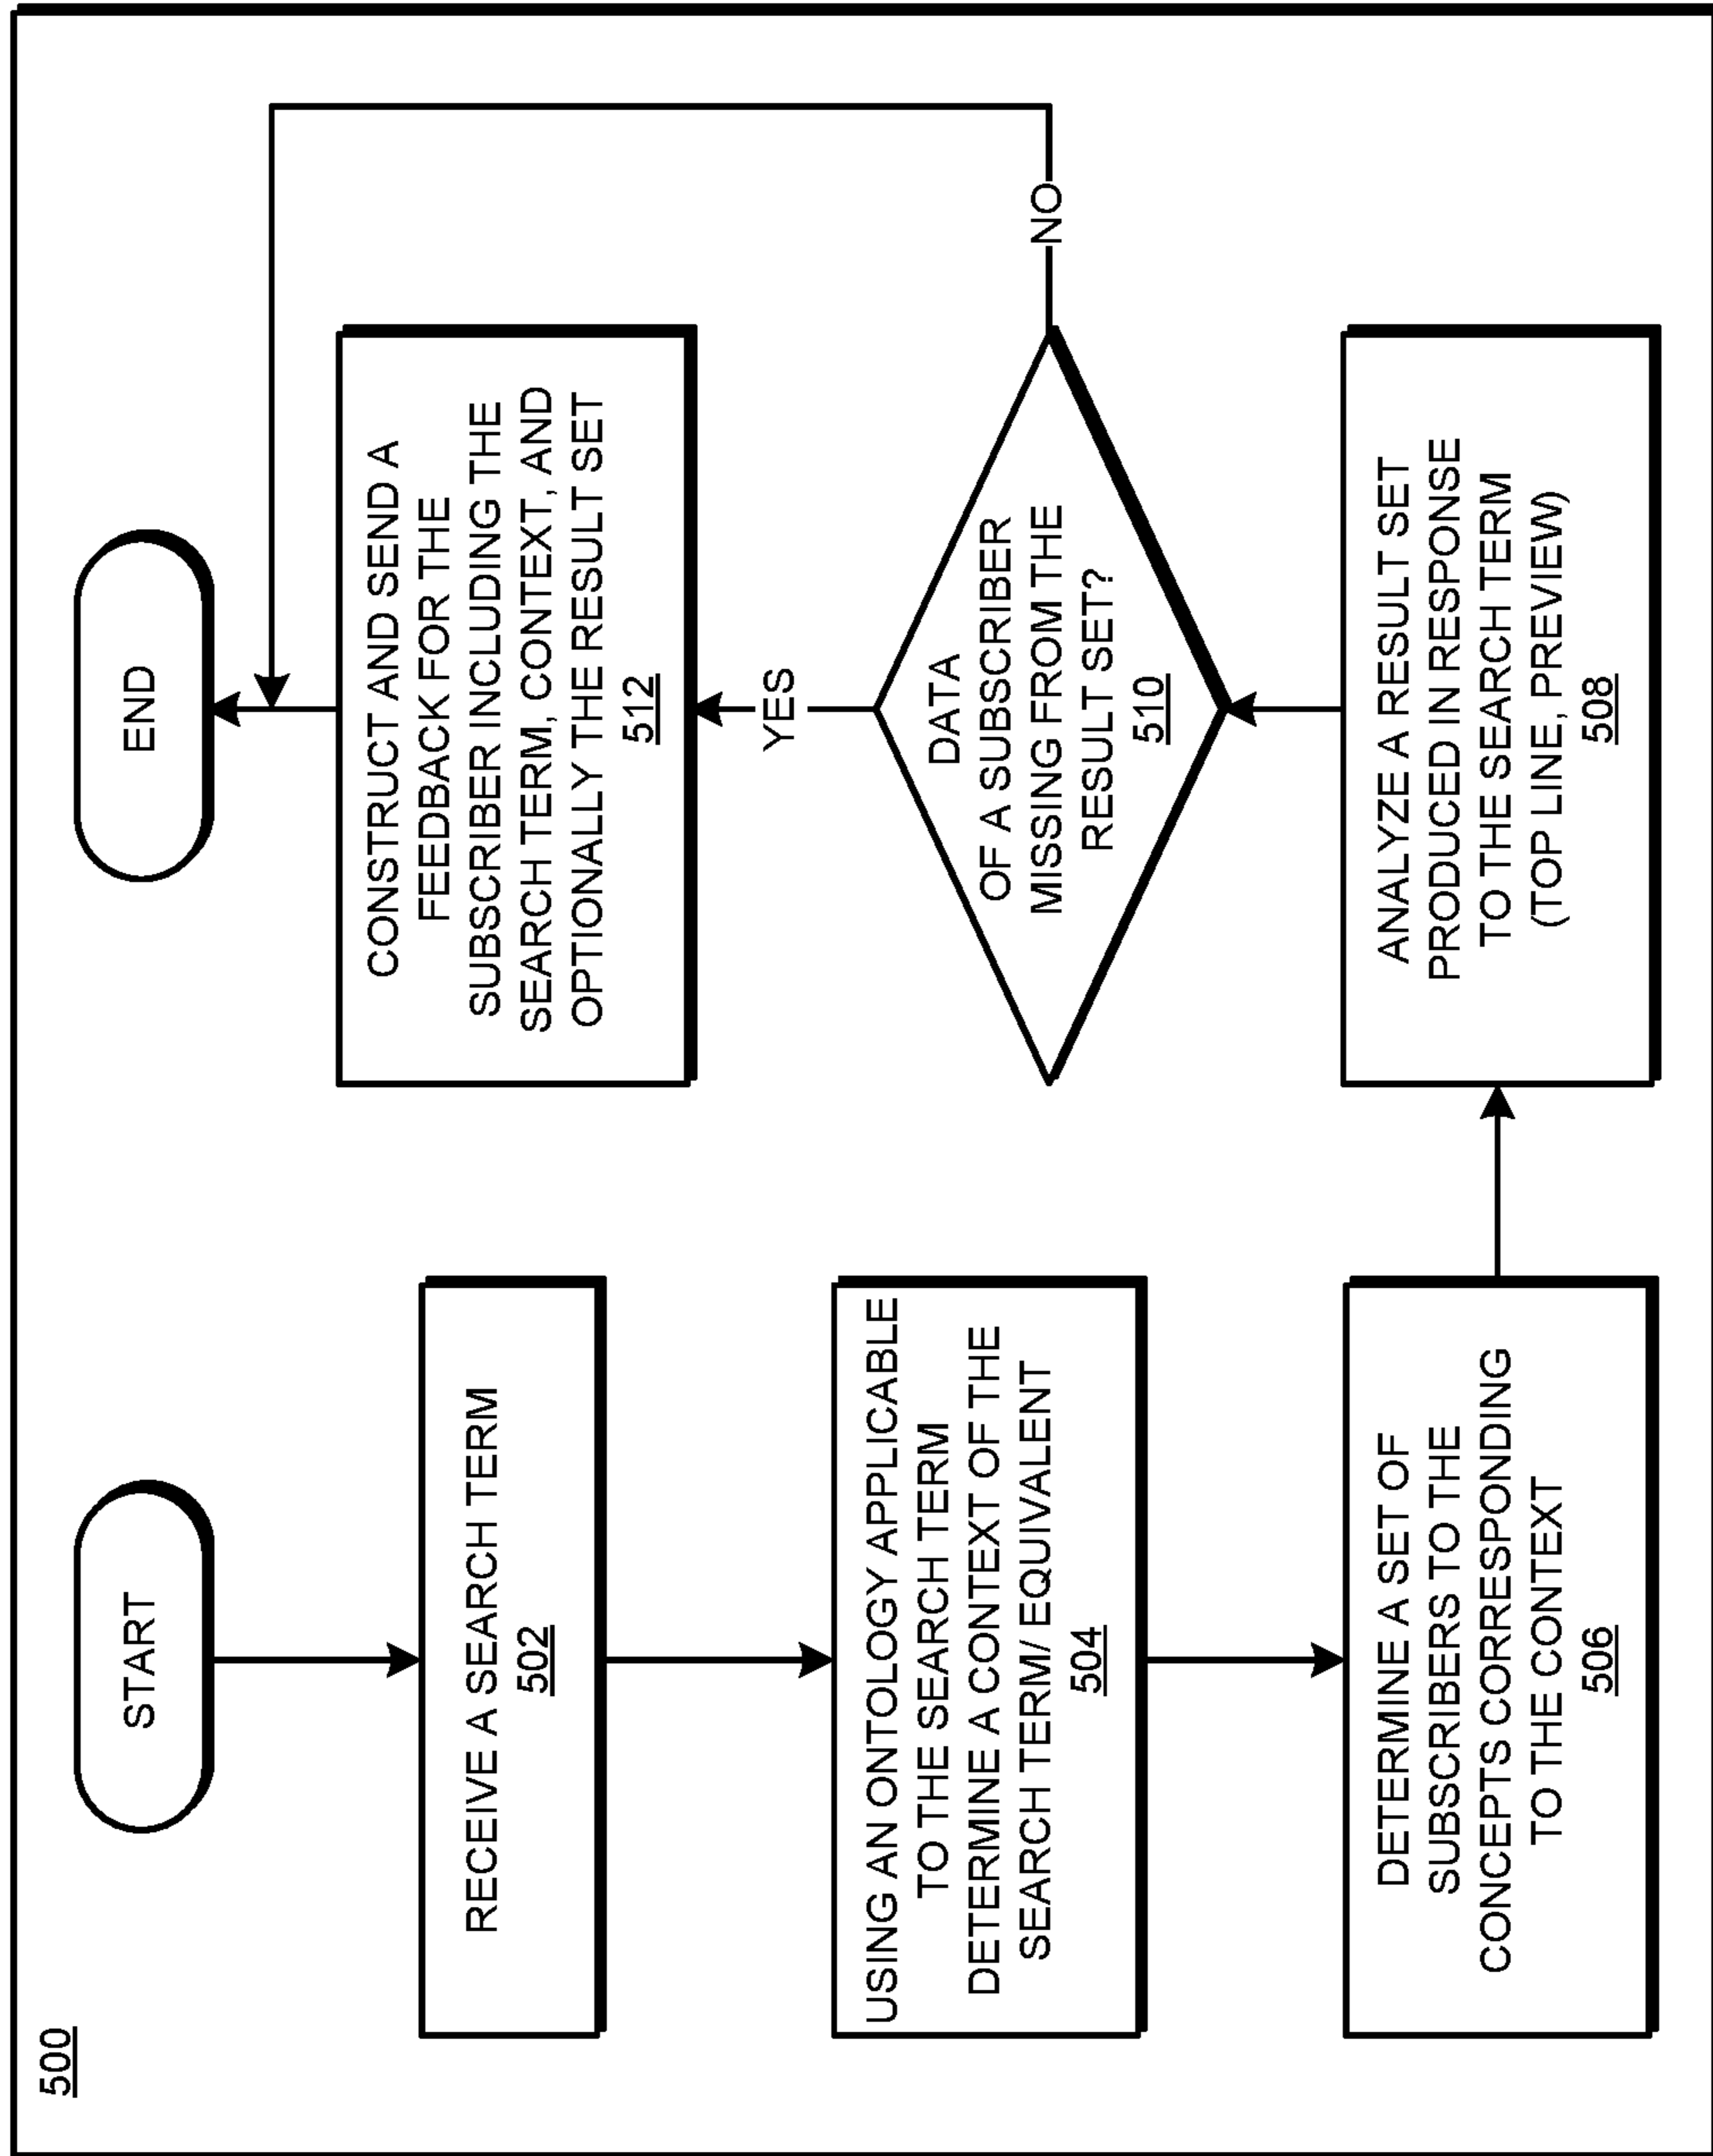 500
START
RECEIVE A SEARCH TERM
502
USING AN ONTOLOGY APPLICABLE
TO THE SEARCH TERM
DETERMINE A CONTEXT OF THE
SEARCH TERM/ EQUIVALENT
504
DETERMINE A SET OF
SUBSCRIBERS TO THE
CONCEPTS CORRESPONDING
TO THE CONTEXT
506
ANALYZE A RESULT SET
PRODUCED IN RESPONSE
TO THE SEARCH TERM
(TOP LINE, PREVIEW)
508
DATA
OF A SUBSCRIBER
MISSING FROM THE
RESULT SET?
510
NO
YES
CONSTRUCT AND SEND A
FEEDBACK FOR THE
SUBSCRIBER INCLUDING THE
SEARCH TERM, CONTEXT, AND
OPTIONALLY THE RESULT SET
512
END